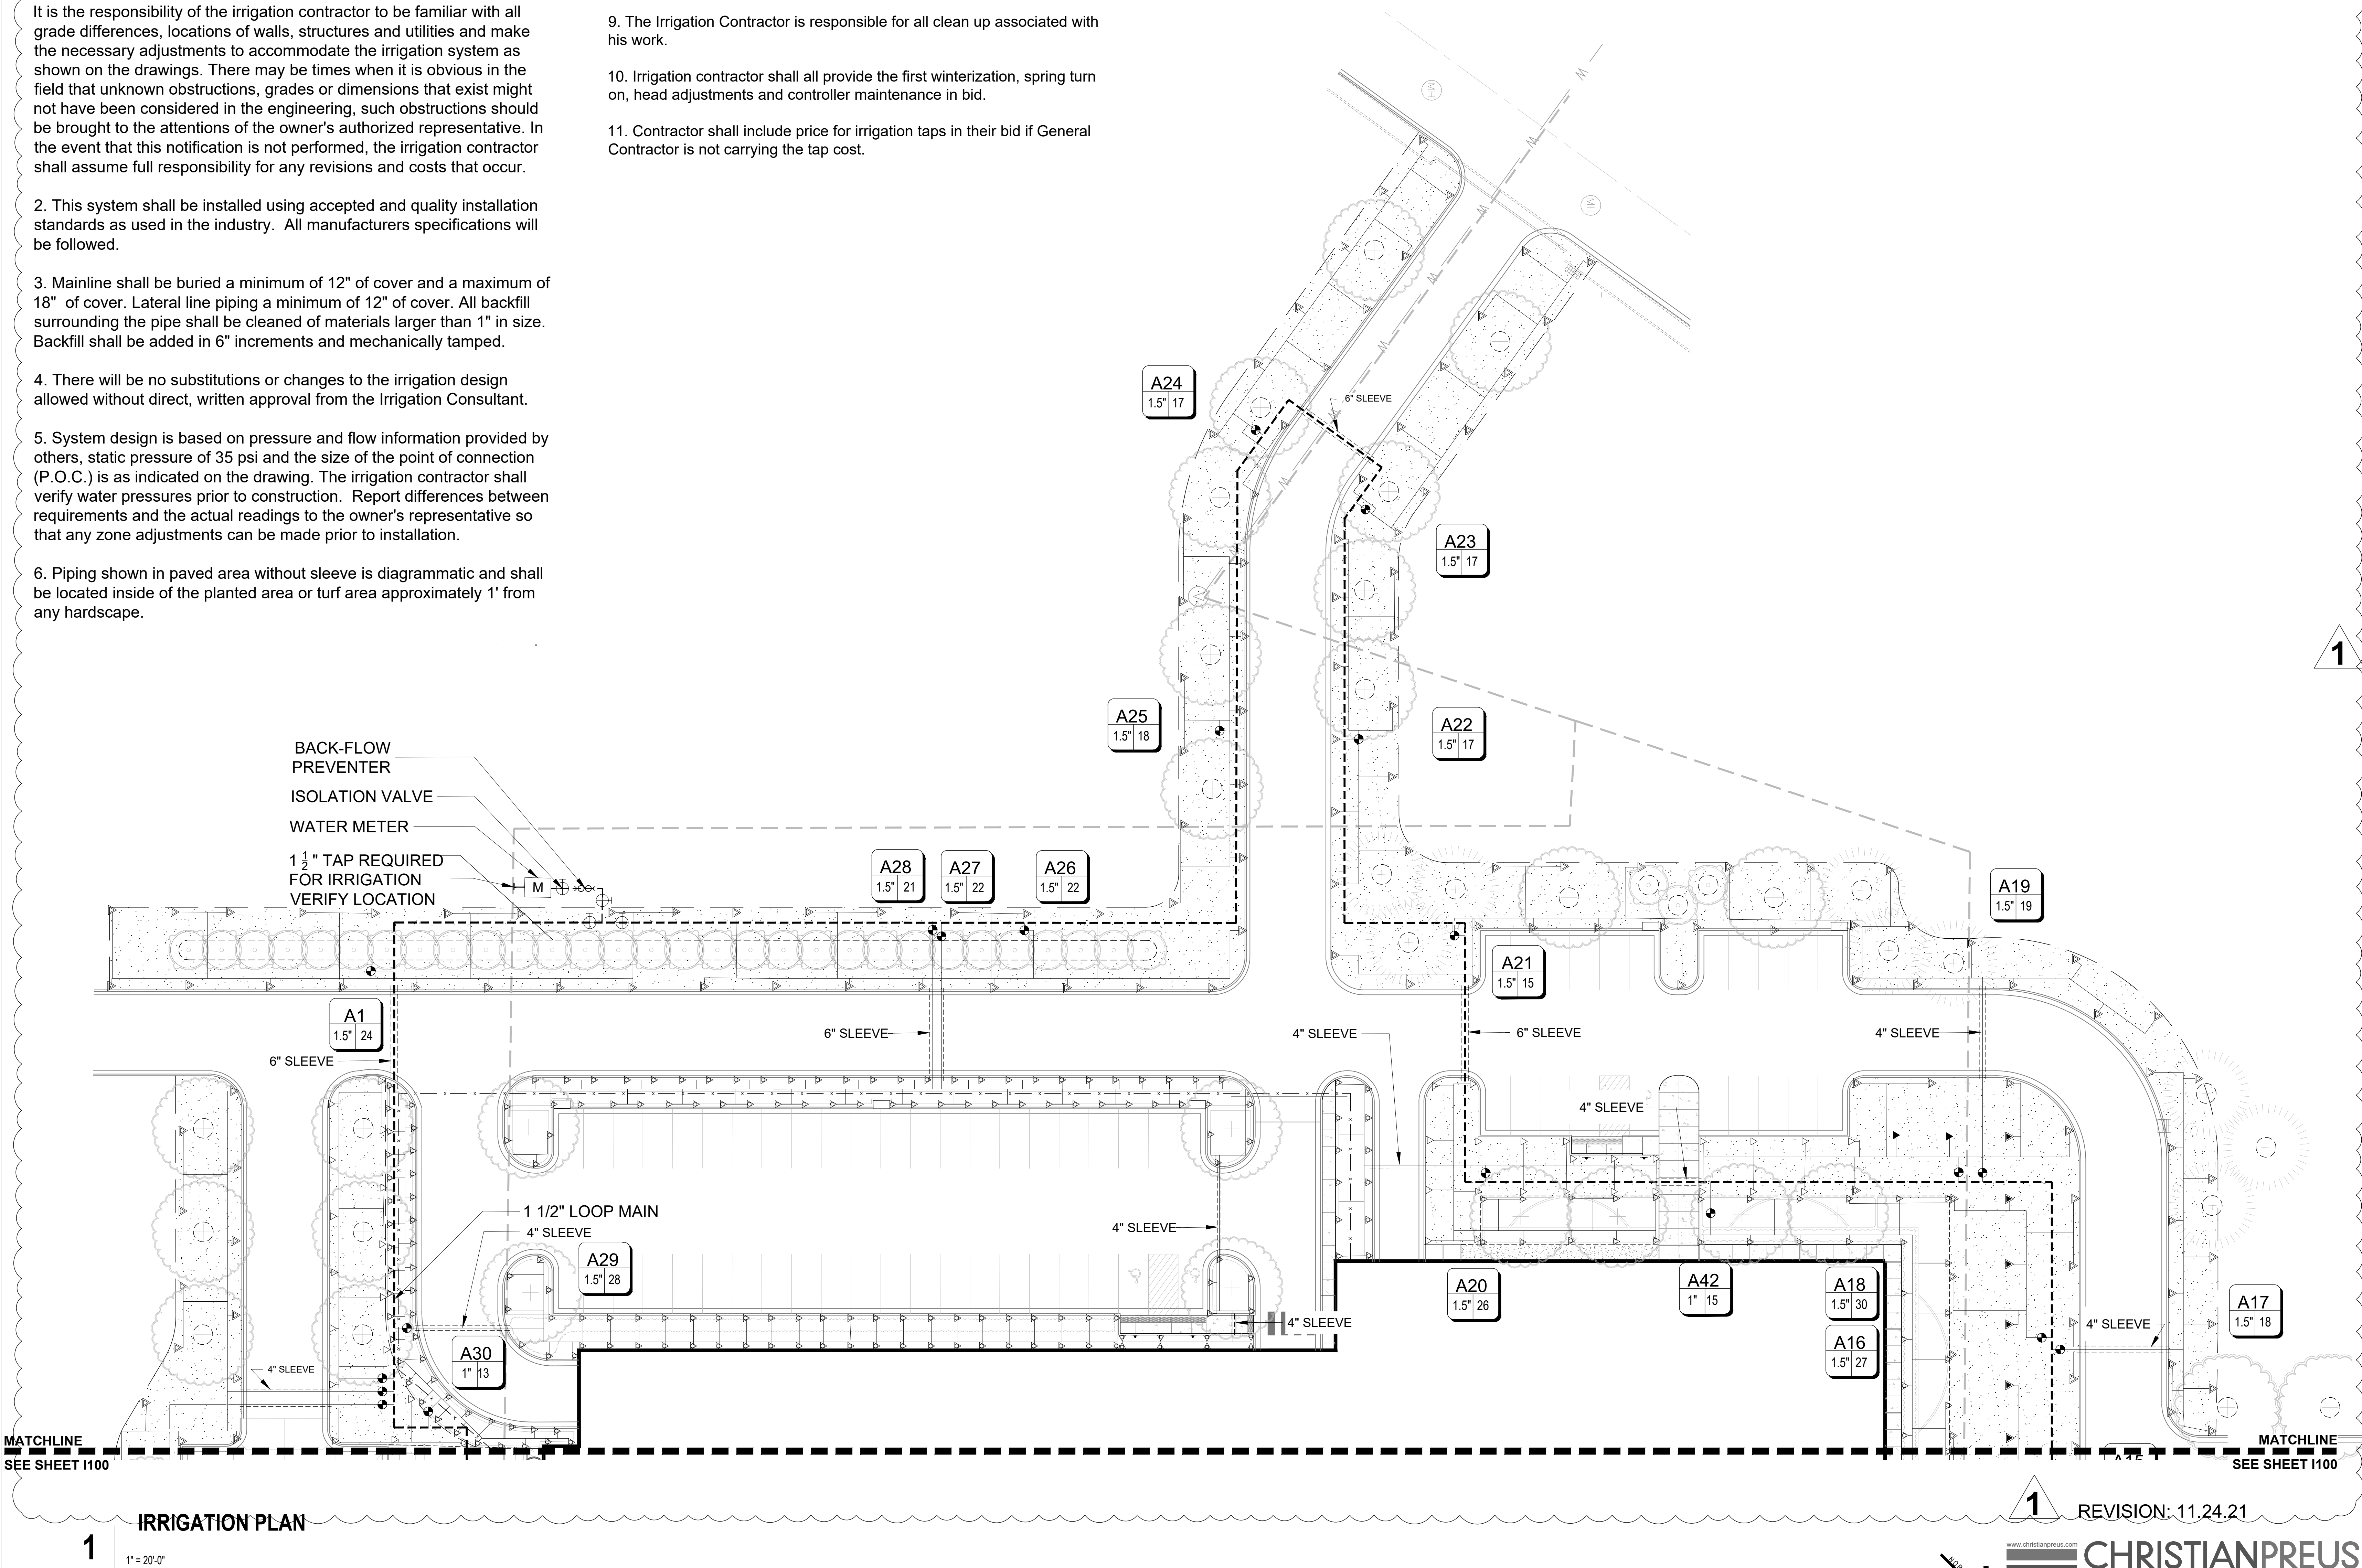 It is the responsibility of the irrigation contractor to be familiar with all
grade differences, locations of walls, structures and utilities and make
the necessary adjustments to accommodate the irrigation system as
shown on the drawings. There may be times when it is obvious in the
field that unknown obstructions, grades or dimensions that exist might
not have been considered in the engineering, such obstructions should
be brought to the attentions of the owner's authorized representative. In
the event that this notification is not performed, the irrigation contractor
shall assume full responsibility for any revisions and costs that occur.
2. This system shall be installed using accepted and quality installation
standards as used in the industry.  All manufacturers specifications will
be followed.
3. Mainline shall be buried a minimum of 12" of cover and a maximum of
18"  of cover. Lateral line piping a minimum of 12" of cover. All backfill
surrounding the pipe shall be cleaned of materials larger than 1" in size.
Backfill shall be added in 6" increments and mechanically tamped.
4. There will be no substitutions or changes to the irrigation design
allowed without direct, written approval from the Irrigation Consultant.
5. System design is based on pressure and flow information provided by
others, static pressure of 35 psi and the size of the point of connection
(P.O.C.) is as indicated on the drawing. The irrigation contractor shall
verify water pressures prior to construction.  Report differences between
requirements and the actual readings to the owner's representative so
that any zone adjustments can be made prior to installation.
6. Piping shown in paved area without sleeve is diagrammatic and shall
be located inside of the planted area or turf area approximately 1' from
any hardscape.
9. The Irrigation Contractor is responsible for all clean up associated with
his work.
10. Irrigation contractor shall all provide the first winterization, spring turn
on, head adjustments and controller maintenance in bid.
11. Contractor shall include price for irrigation taps in their bid if General
Contractor is not carrying the tap cost.
MH
W
W
MH
W
W
W
W
W
A24
1.5" 17
6" SLEEVE
A23
1.5" 17
1
A25
1.5" 18
A22
1.5" 17
BACK-FLOW
PREVENTER
ISOLATION VALVE
WATER METER
1 1/2 " TAP REQUIRED
FOR IRRIGATION
VERIFY LOCATION
M
A28
1.5" 21
A27
1.5" 22
A26
1.5" 22
A19
1.5" 19
A21
1.5" 15
A1
1.5" 24
6" SLEEVE
6" SLEEVE
4" SLEEVE
6" SLEEVE
4" SLEEVE
4" SLEEVE
1 1/2" LOOP MAIN
4" SLEEVE
4" SLEEVE
A29
1.5" 28
A20
1.5" 26
A42
1" 15
A18
1.5" 30
A17
1.5" 18
4" SLEEVE
4" SLEEVE
A30
1" 13
A16
1.5" 27
4" SLEEVE
MATCHLINE
SEE SHEET I100
MATCHLINE
SEE SHEET I100
1
REVISION: 11.24.21
1
IRRIGATION PLAN
1" = 20'-0"
www.christianpreus.com
CHRISTIANPREUS